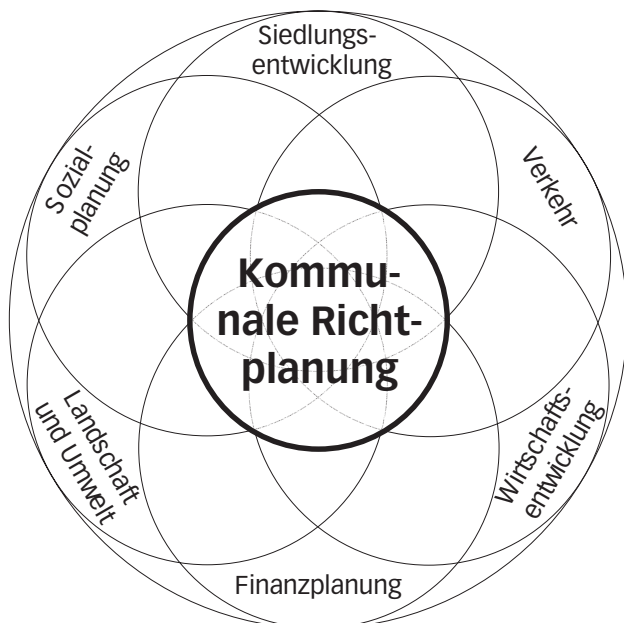 Siedlungs-
entwicklung
Sozial-
planung
Verkehr
Kommu-
nale Richt-
planung
Landschaft
und Umwelt
Wirtschafts-
entwicklung
Finanzplanung